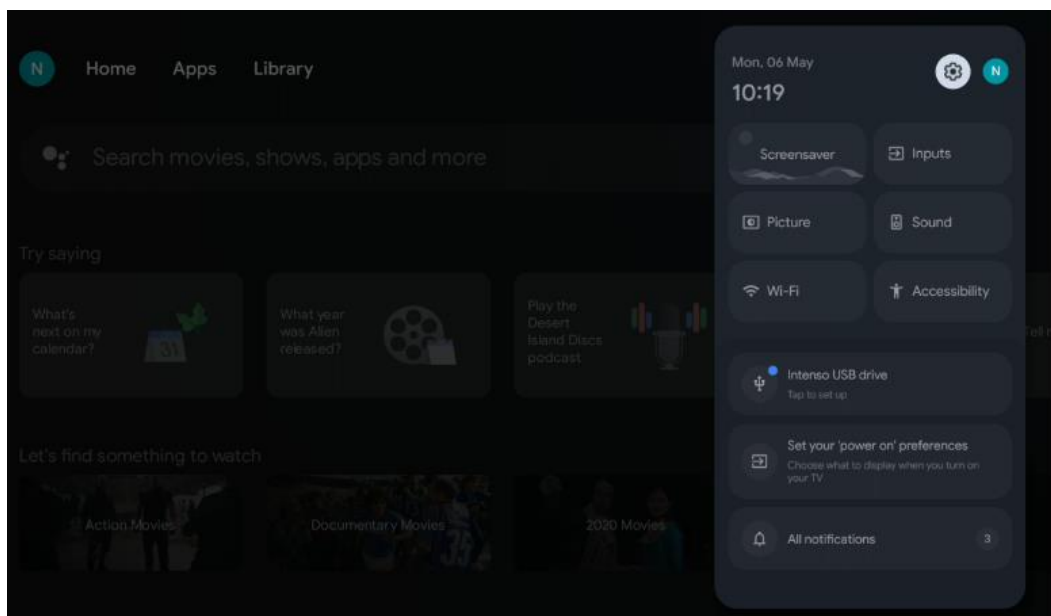 N
Home
Apps
Library
Search movies, shows, apps and more
Try saying
What's
next on my
calendar?
31
What year
was Alien
released?
Play the
Desert
Island Discs
podcast
Tell
Let's find something to watch
Action Movies
Documentary Movies
35
2020 Movies
Mon, 06 May
10:19
N
Screensaver
Inputs
Picture
Sound
Wi-Fi
Accessibility
Intenso USB drive
Tap to set up
Set your 'power on' preferences
Choose what to display when you turn on
your TV
All notifications
3